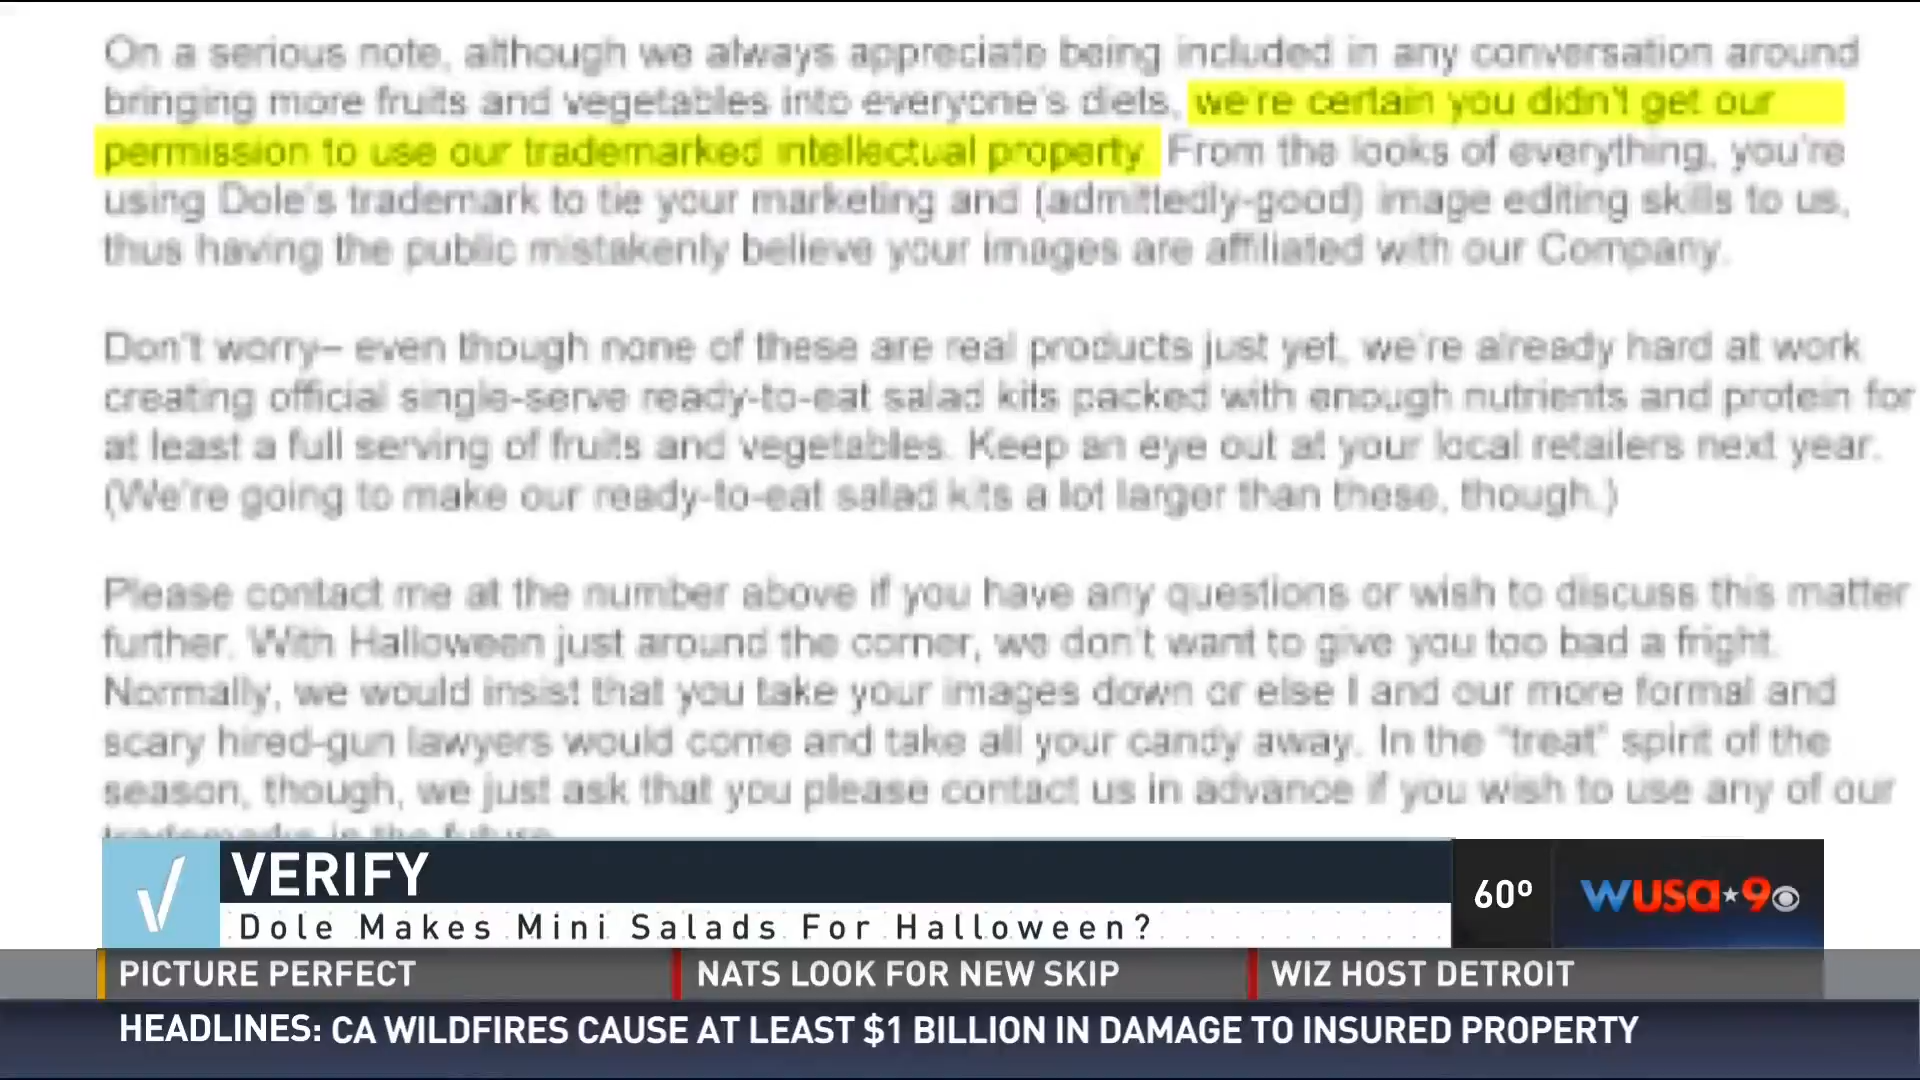 On a serious note, although we always appreciate being included in any conversation around
bringing more fruits and vegetables into everyone's diets, we're certain you didn't get our
permission to use our trademarked intellectual property. From the looks of everything, you're
using Dole's trademark to tie your marketing and (admittedly-good) image editing skills to us,
thus having the public mistakenly believe your images are affiliated with our Company.
Don't worry– even though none of these are real products just yet, we're already hard at work
creating official single-serve ready-to-eat salad kits packed with enough nutrients and protein for
at least a full serving of fruits and vegetables. Keep an eye out at your local retailers next year.
(We're going to make our ready-to-eat salad kits a lot larger than these, though.)
Please contact me at the number above if you have any questions or wish to discuss this matter
further. With Halloween just around the corner, we don't want to give you too bad a fright.
Normally, we would insist that you take your images down or else I and our more formal and
scary hired-gun lawyers would come and take all your candy away. In the "treat" spirit of the
season, though, we just ask that you please contact us in advance if you wish to use any of our
trademarks in the future.
VERIFY
Dole Makes Mini Salads For Halloween?
60º
WUSA★9
PICTURE PERFECT
NATS LOOK FOR NEW SKIP
WIZ HOST DETROIT
HEADLINES: CA WILDFIRES CAUSE AT LEAST $1 BILLION IN DAMAGE TO INSURED PROPERTY